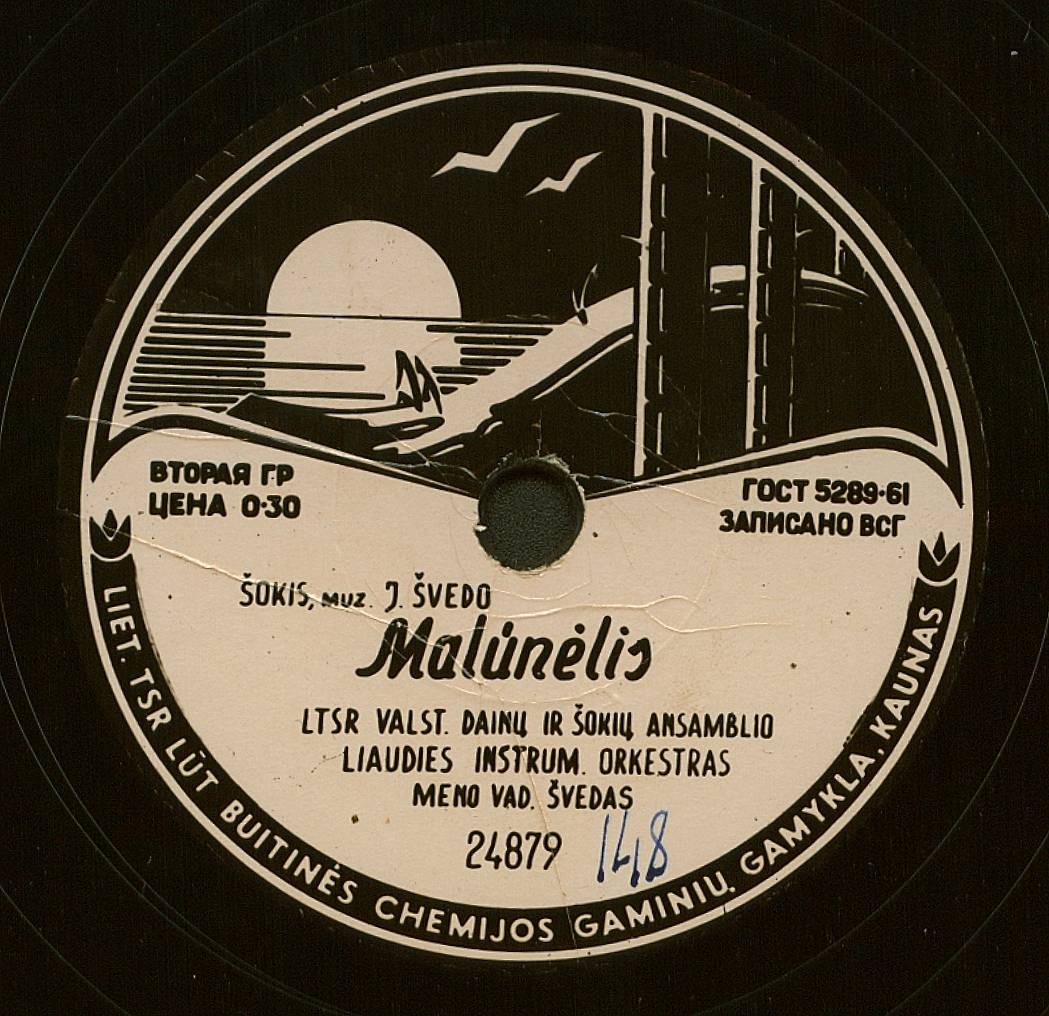 ВТОРАЯ ГР
ЦЕНА 0·30
ГОСТ 5289·61
ЗАПИСАНО ВСГ
ŠOKIS, MUZ. J. ŠVEDO
Malūnėlis
LTSR VALST. DAINŲ IR ŠOKIŲ ANSAMBLIO
LIAUDIES INSTRUM. ORKESTRAS
MENO VAD. ŠVEDAS
24879 148
LIET. TSR LŪT BUITINĖS CHEMIJOS GAMINIŲ GAMYKLA. KAUNAS